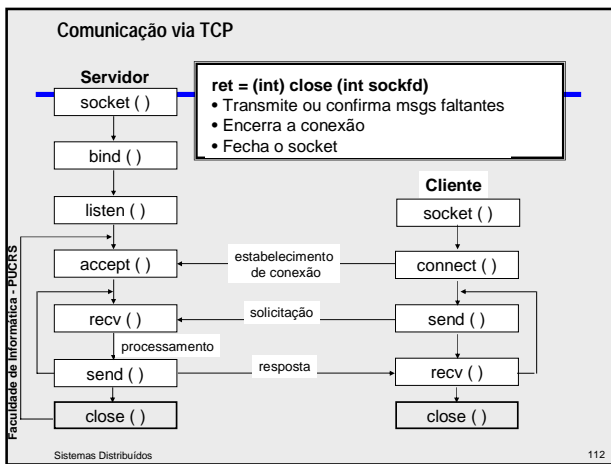 Comunicação via TCP
Servidor
socket ( )
bind ( )
listen ( )
accept ( )
recv ( )
processamento
send ( )
close ( )
ret = (int) close (int sockfd)
• Transmite ou confirma msgs faltantes
• Encerra a conexão
• Fecha o socket
Cliente
socket ( )
connect ( )
send ( )
recv ( )
close ( )
estabelecimento
de conexão
solicitação
resposta
Faculdade de Informática - PUCRS
Sistemas Distribuídos
112